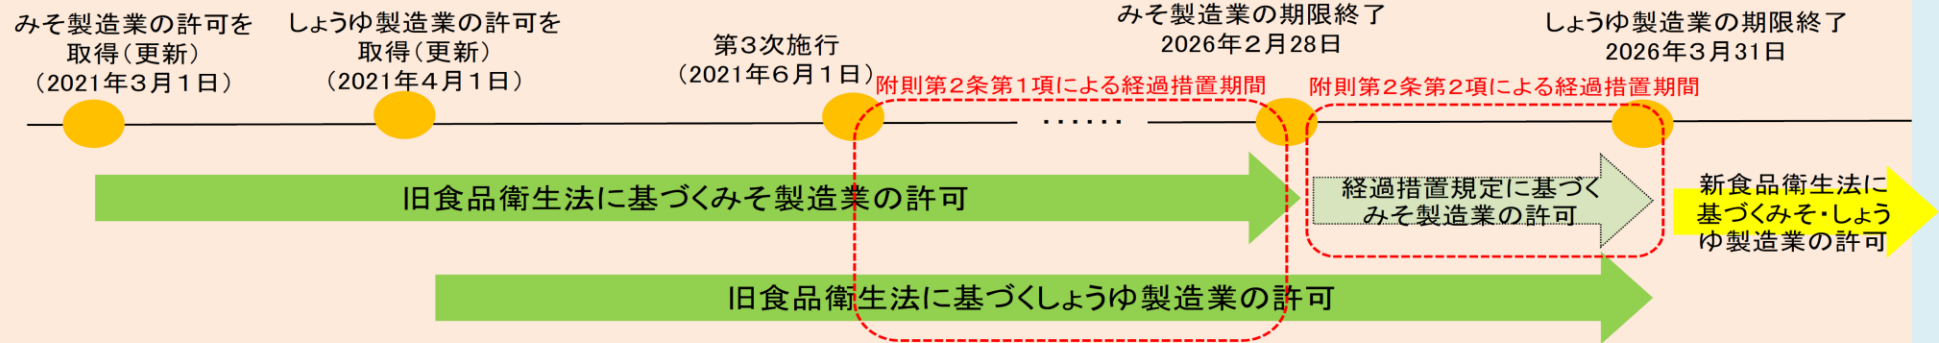 みそ製造業の許可を
取得（更新）
（2021年３月１日）
しょうゆ製造業の許可を
取得（更新）
（2021年４月１日）
第３次施行
（2021年６月１日）
みそ製造業の期限終了
2026年２月28日
しょうゆ製造業の期限終了
2026年３月31日
附則第２条第１項による経過措置期間
附則第２条第２項による経過措置期間
・・・・・・
旧食品衛生法に基づくみそ製造業の許可
経過措置規定に基づく
みそ製造業の許可
新食品衛生法に
基づくみそ・しょう
ゆ製造業の許可
旧食品衛生法に基づくしょうゆ製造業の許可